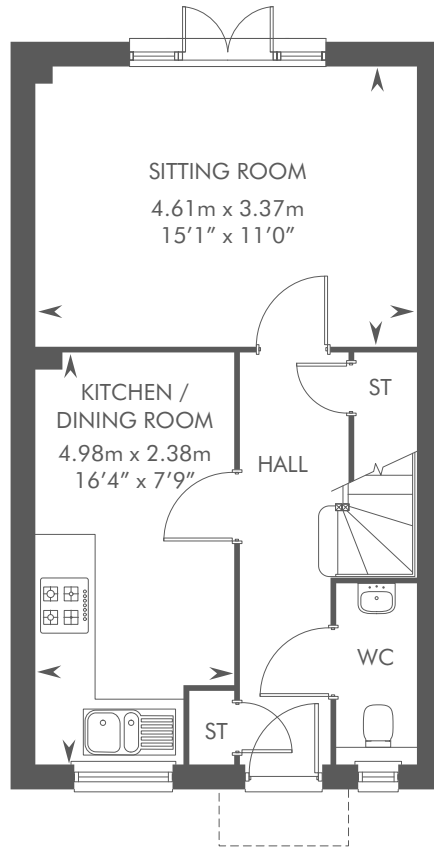 SITTING ROOM
4.61m x 3.37m
15’1” x 11’0”
KITCHEN /
DINING ROOM
4.98m x 2.38m
16’4” x 7’9”
ST
HALL
WC
ST